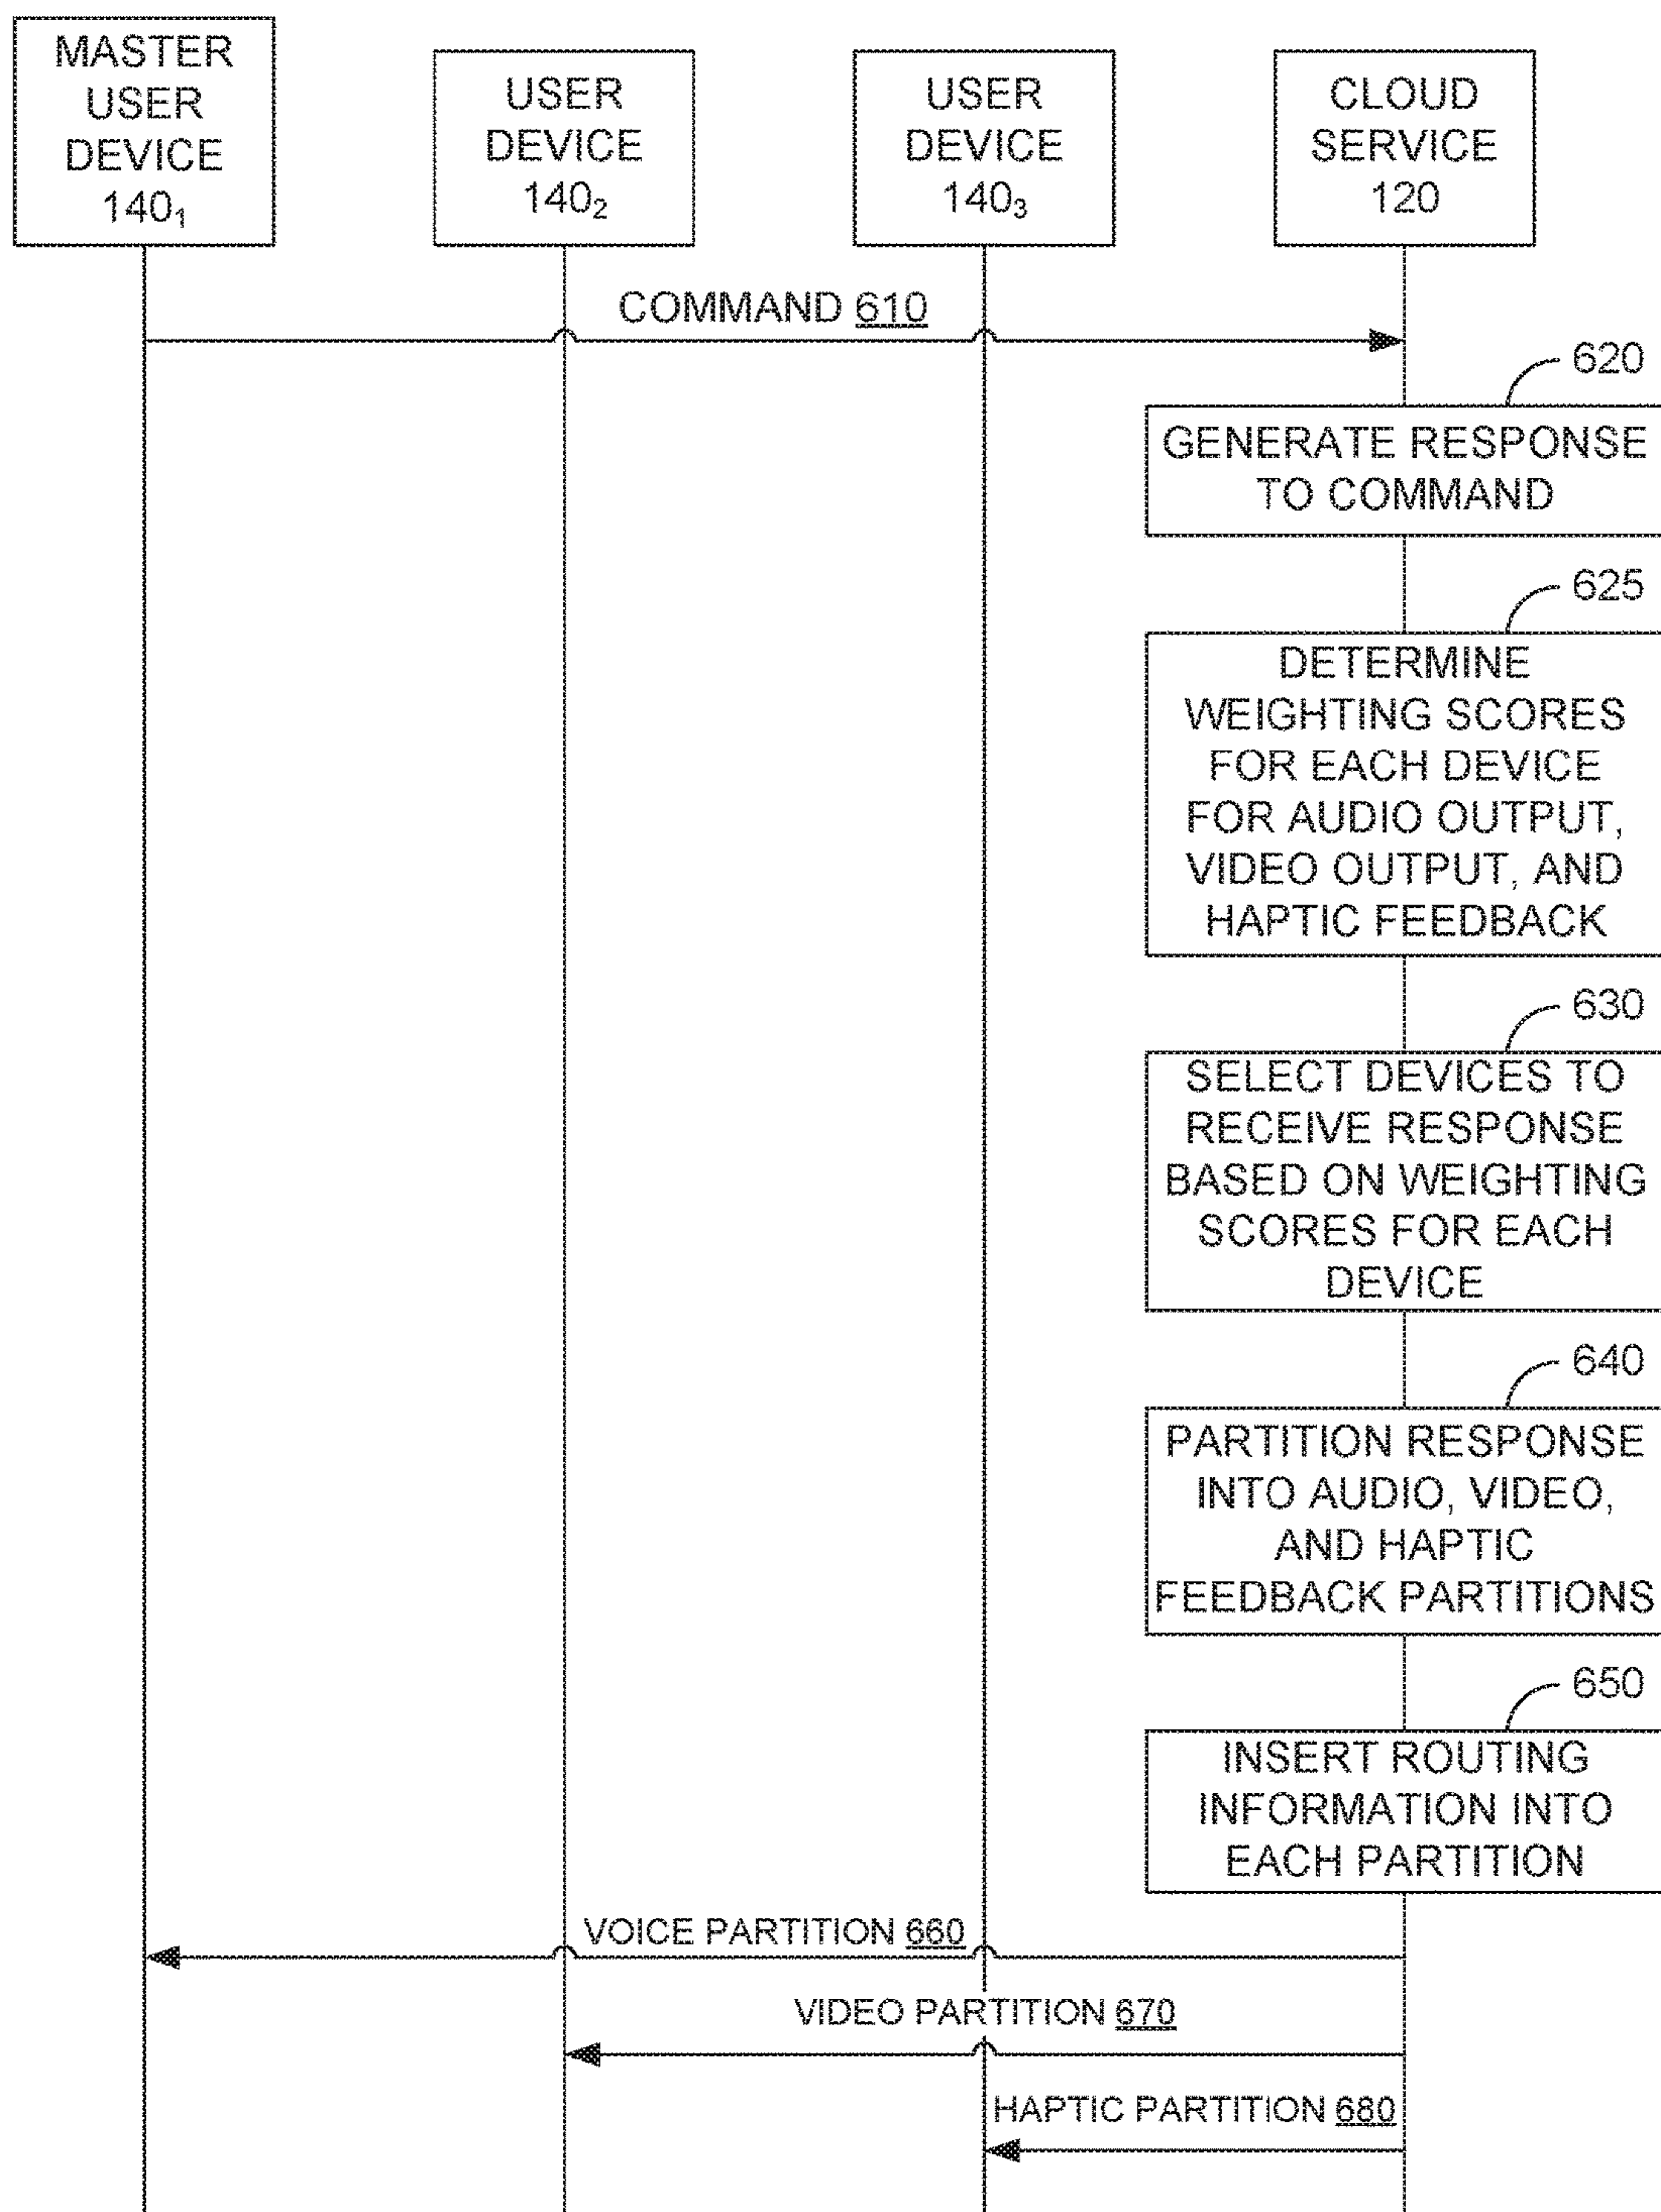 MASTER
USER
DEVICE
140₁
USER
DEVICE
140₂
USER
DEVICE
140₃
CLOUD
SERVICE
120
COMMAND 610
620
GENERATE RESPONSE
TO COMMAND
625
DETERMINE
WEIGHTING SCORES
FOR EACH DEVICE
FOR AUDIO OUTPUT,
VIDEO OUTPUT, AND
HAPTIC FEEDBACK
630
SELECT DEVICES TO
RECEIVE RESPONSE
BASED ON WEIGHTING
SCORES FOR EACH
DEVICE
640
PARTITION RESPONSE
INTO AUDIO, VIDEO,
AND HAPTIC
FEEDBACK PARTITIONS
650
INSERT ROUTING
INFORMATION INTO
EACH PARTITION
VOICE PARTITION 660
VIDEO PARTITION 670
HAPTIC PARTITION 680